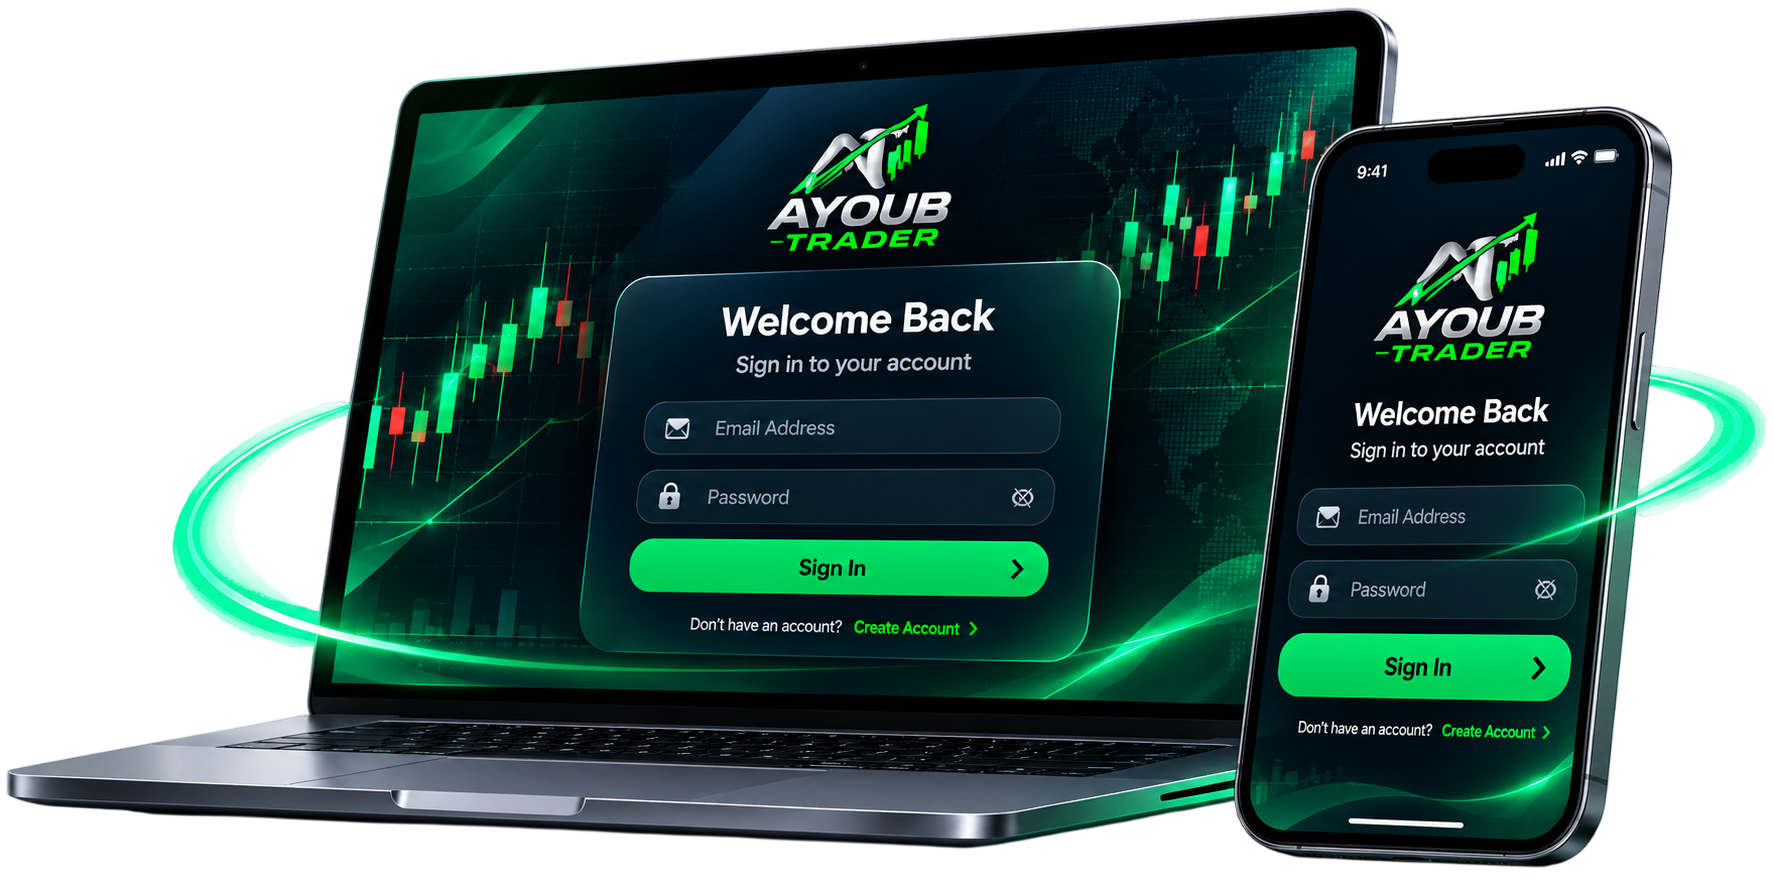 AYOUB
-TRADER
Welcome Back
Sign in to your account
Email Address
Password
Sign In
Don't have an account? Create Account
9:41
AYOUB
-TRADER
Welcome Back
Sign in to your account
Email Address
Password
Sign In
Don't have an account? Create Account